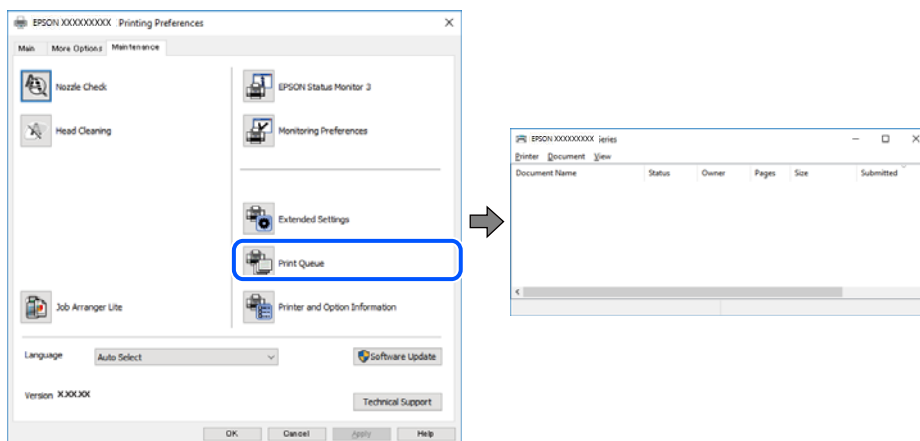 EPSON XXXXXXXXX Printing Preferences
Main More Options Maintenance
Nozzle Check
EPSON Status Monitor 3
Head Cleaning
Monitoring Preferences
Extended Settings
Print Queue
Job Arranger Lite
Printer and Option Information
Language Auto Select
Software Update
Version X.XX.XX
Technical Support
OK Cancel Apply Help
EPSON XXXXXXXXX ieries
Printer Document View
Document Name Status Owner Pages Size Submitted